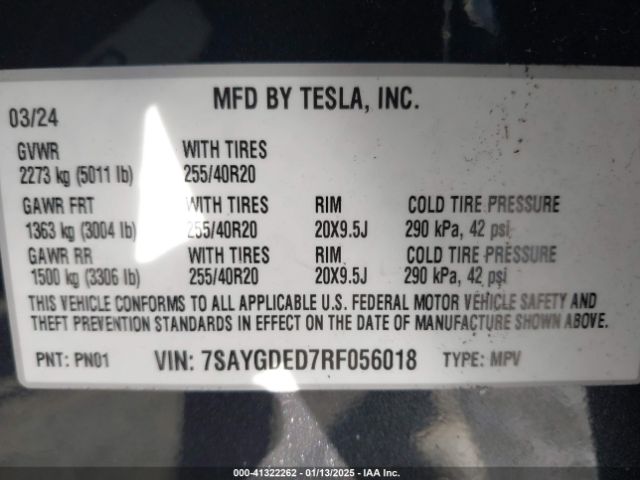 MFD BY TESLA, INC.
03/24
GVWR WITH TIRES
2273 kg (5011 lb) 255/40R20
GAWR FRT WITH TIRES RIM COLD TIRE PRESSURE
1363 kg (3004 lb) 255/40R20 20X9.5J 290 kPa, 42 psi
GAWR RR WITH TIRES RIM COLD TIRE PRESSURE
1500 kg (3306 lb) 255/40R20 20X9.5J 290 kPa, 42 psi
THIS VEHICLE CONFORMS TO ALL APPLICABLE U.S. FEDERAL MOTOR VEHICLE SAFETY AND
THEFT PREVENTION STANDARDS IN EFFECT ON DATE OF MANUFACTURE SHOWN ABOVE.
PNT: PN01 VIN: 7SAYGDED7RF056018 TYPE: MPV
000-41322262 - 01/13/2025 - IAA Inc.